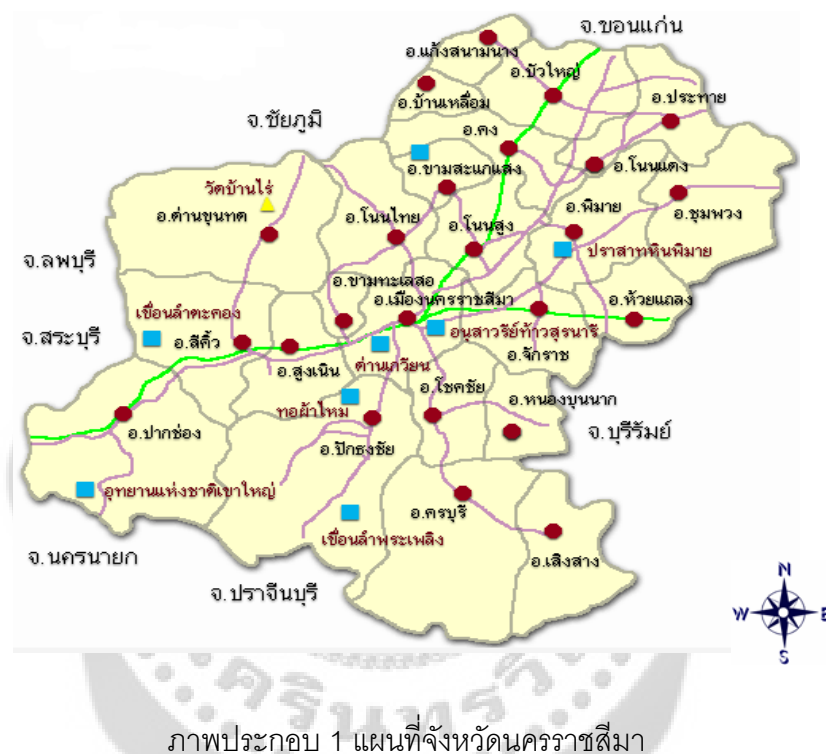 จ.ขอนแก่น
อ.แก้งสนามนาง
อ.บัวใหญ่
อ.บ้านเหลื่อม
อ.ประทาย
จ.ชัยภูมิ
อ.คง
อ.ขามสะแกแสง
อ.โนนแดง
วัดบ้านไร่
อ.ด่านขุนทด
อ.โนนไทย
อ.โนนสูง
อ.พิมาย
อ.ชุมพวง
จ.ลพบุรี
ปราสาทหินพิมาย
อ.ขามทะเลสอ
อ.เมืองนครราชสีมา
อ.ห้วยแถลง
เขื่อนลำตะคอง
จ.สระบุรี
อ.สีคิ้ว
อนุสาวรีย์ท้าวสุรนารี
อ.สูงเนิน
ด่านเกวียน
อ.จักราช
ทอผ้าไหม
อ.โชคชัย
อ.หนองบุนนาก
อ.ปากช่อง
อ.ปักธงชัย
จ.บุรีรัมย์
อุทยานแห่งชาติเขาใหญ่
อ.ครบุรี
เขื่อนลำพระเพลิง
จ.นครนายก
อ.เสิงสาง
จ.ปราจีนบุรี
N
W E
S
ภาพประกอบ 1 แผนที่จังหวัดนครราชสีมา